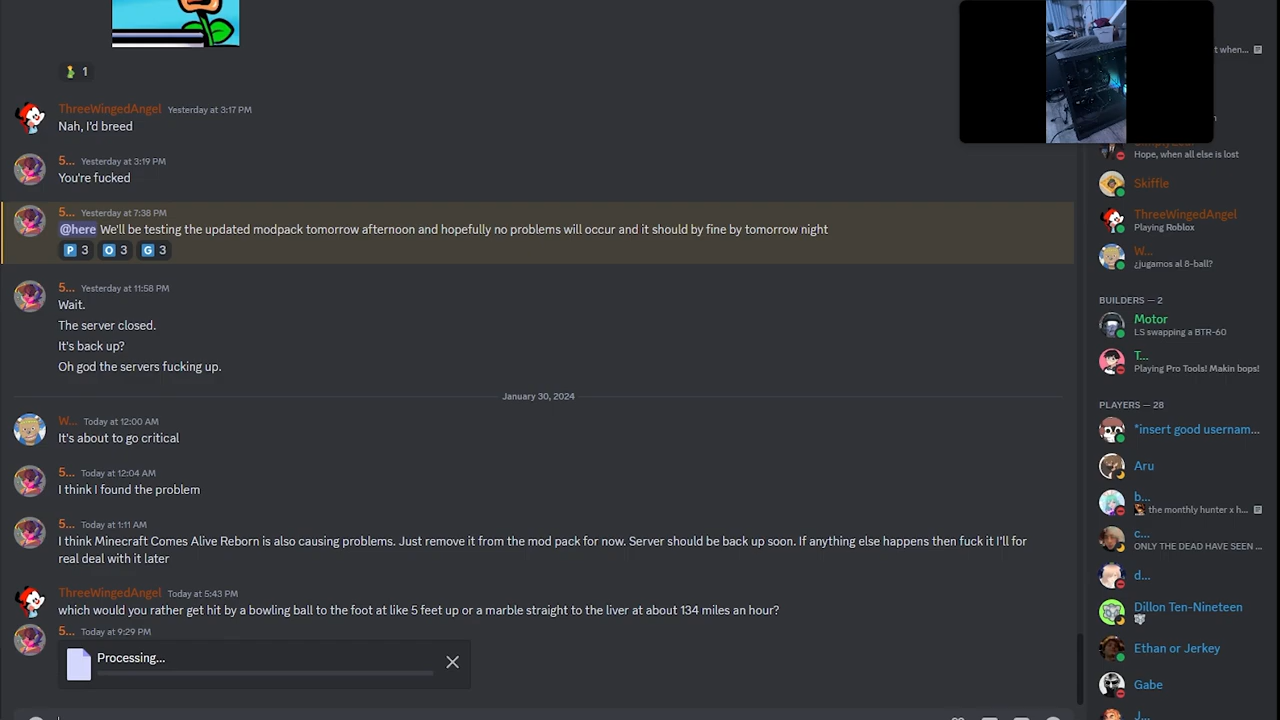 1
ThreeWingedAngel Yesterday at 3:17 PM
Nah, I'd breed
5... Yesterday at 3:19 PM
You're fucked
5... Yesterday at 7:38 PM
@here We'll be testing the updated modpack tomorrow afternoon and hopefully no problems will occur and it should by fine by tomorrow night
P 3 O 3 G 3
5... Yesterday at 11:58 PM
Wait.
The server closed.
It's back up?
Oh god the servers fucking up.
January 30, 2024
W... Today at 12:00 AM
It's about to go critical
5... Today at 12:04 AM
I think I found the problem
5... Today at 1:11 AM
I think Minecraft Comes Alive Reborn is also causing problems. Just remove it from the mod pack for now. Server should be back up soon. If anything else happens then fuck it I'll for
real deal with it later
ThreeWingedAngel Today at 5:43 PM
which would you rather get hit by a bowling ball to the foot at like 5 feet up or a marble straight to the liver at about 134 miles an hour?
5... Today at 9:29 PM
Processing...
when...
Hope, when all else is lost
Skiffle
ThreeWingedAngel
Playing Roblox
W...
¿jugamos al 8-ball?
BUILDERS — 2
Motor
LS swapping a BTR-60
T...
Playing Pro Tools! Makin bops!
PLAYERS — 28
*insert good usernam...
Aru
b...
the monthly hunter x h...
c...
ONLY THE DEAD HAVE SEEN ...
d...
Dillon Ten-Nineteen
Ethan or Jerkey
Gabe
J...